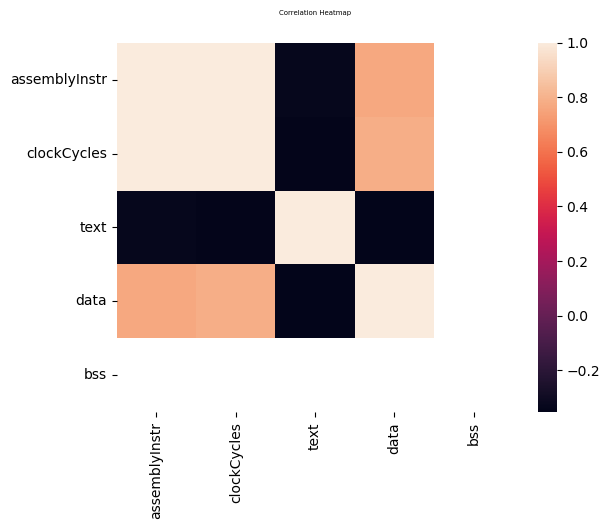 Correlation Heatmap
assemblyInstr
clockCycles
text
data
bss
assemblyInstr
clockCycles
text
data
bss
1.0
0.8
0.6
0.4
0.2
0.0
−0.2